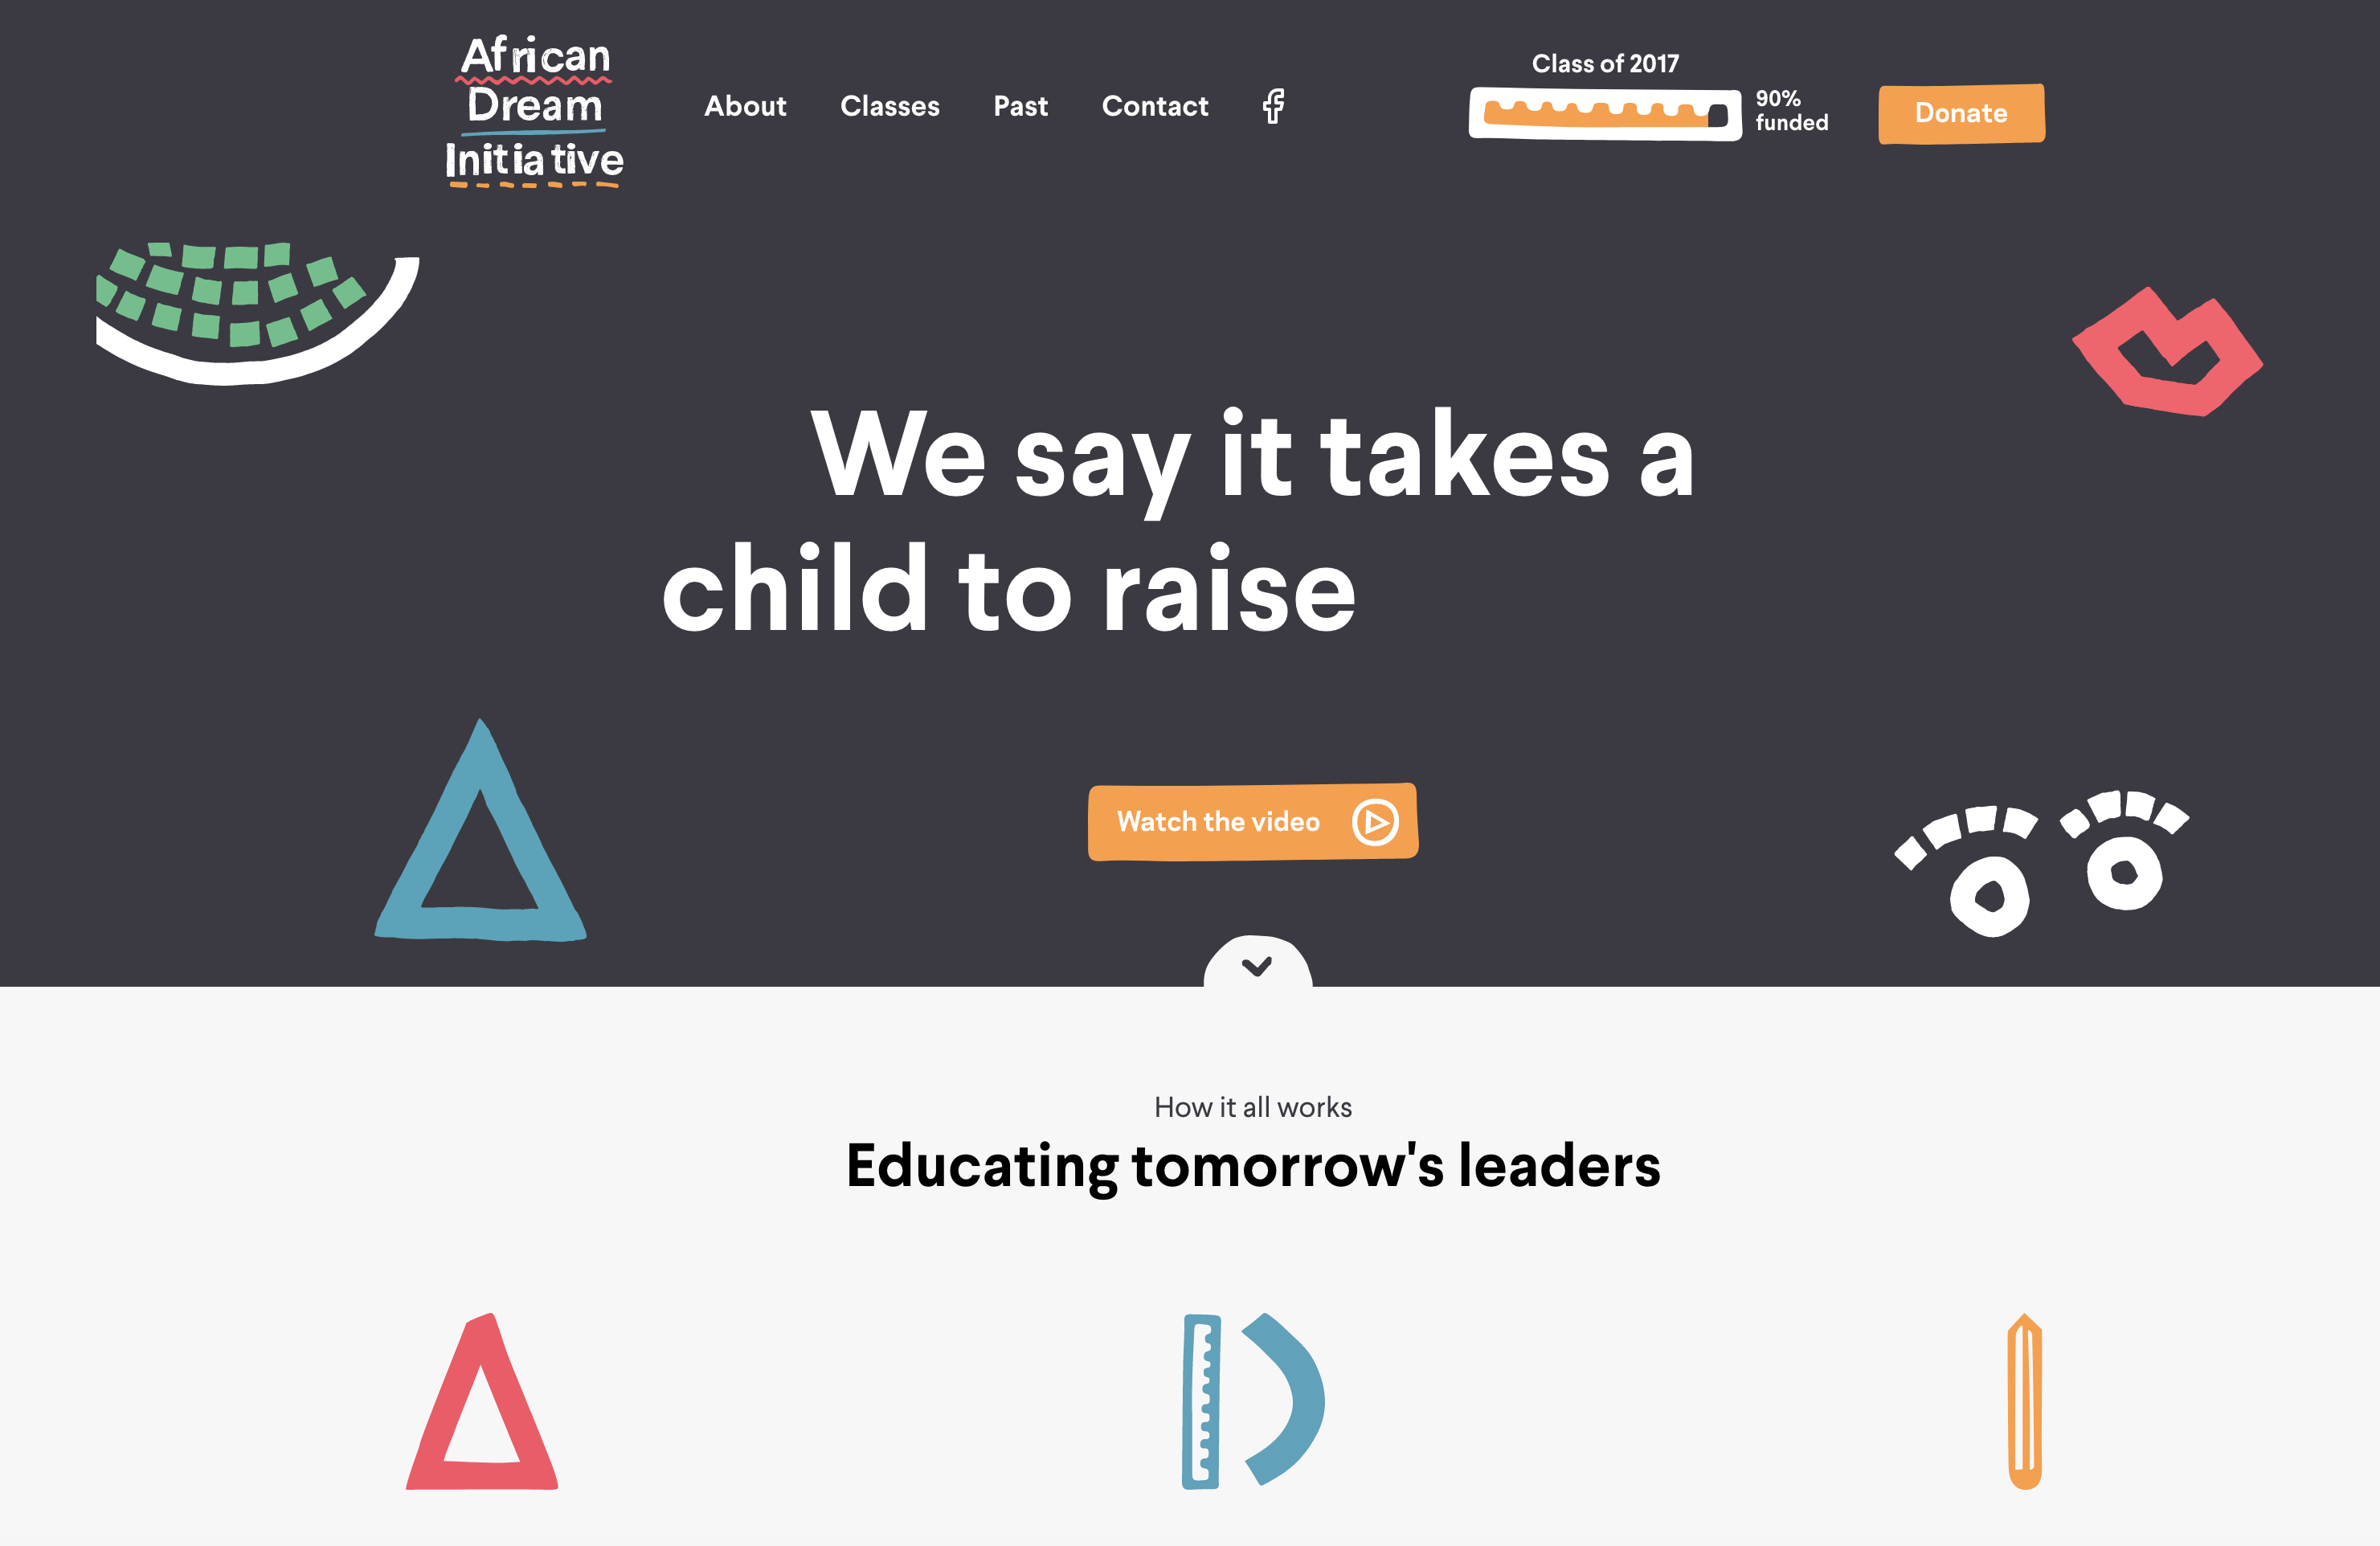 African
Dream
Initiative
About
Classes
Past
Contact
Class of 2017
90%
funded
Donate
We say it takes a
child to raise
Watch the video
How it all works
Educating tomorrow's leaders